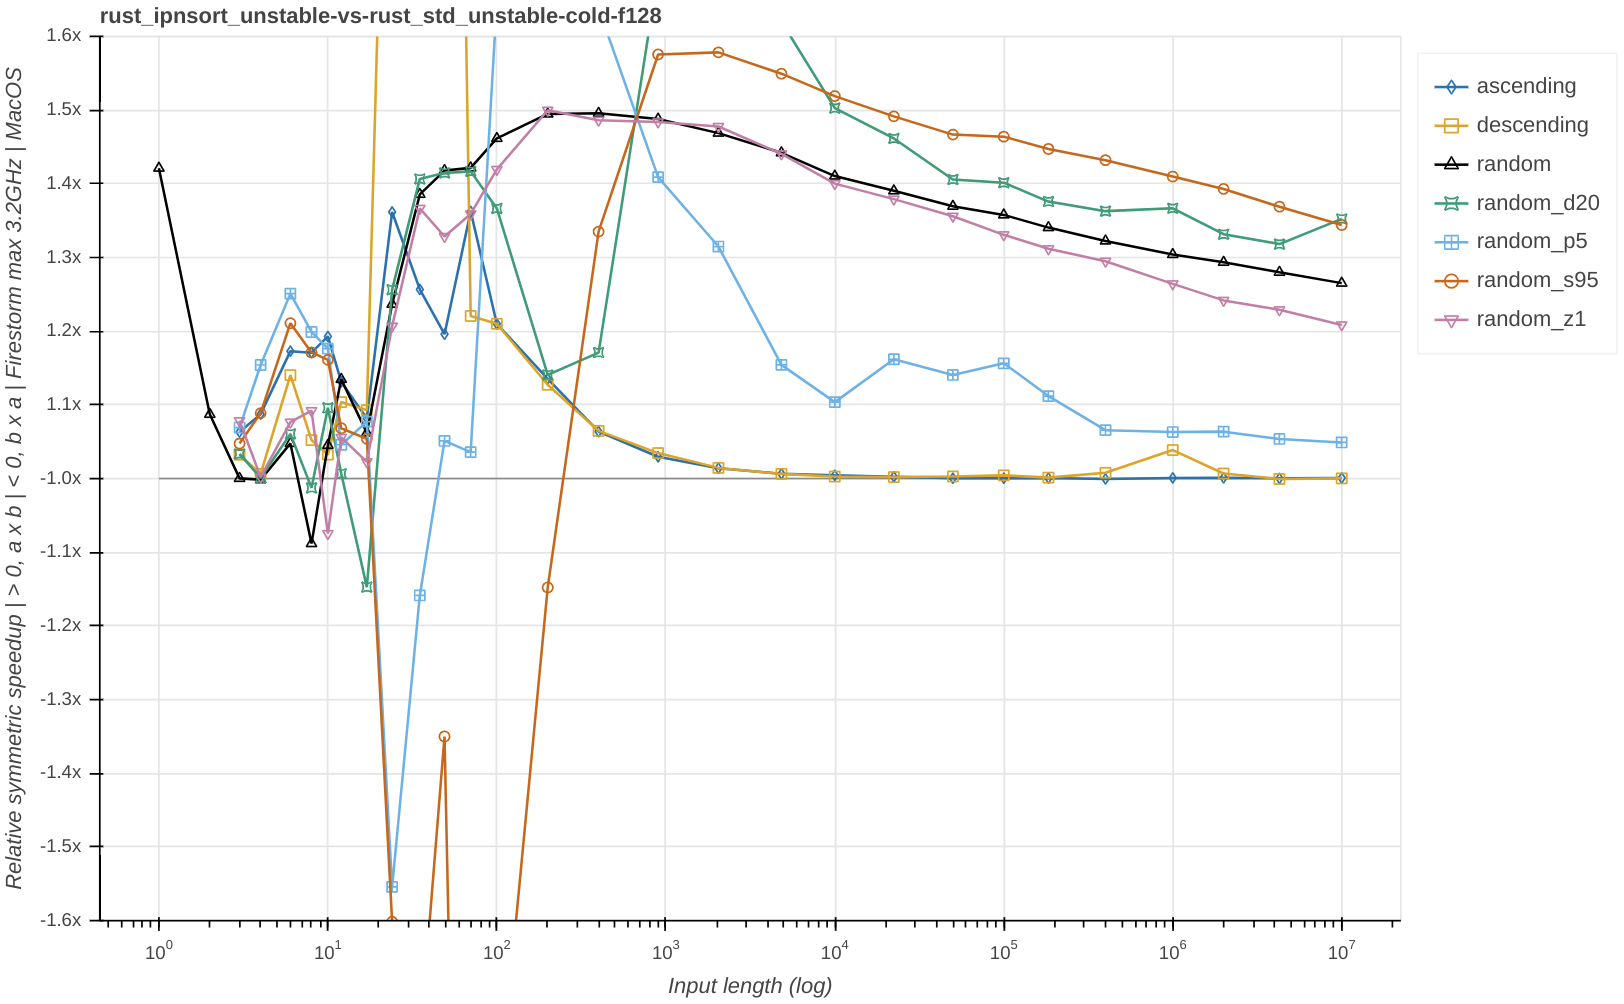 rust_ipnsort_unstable-vs-rust_std_unstable-cold-f128
Relative symmetric speedup | > 0, a x b | < 0, b x a | Firestorm max 3.2GHz | MacOS
1.6x
1.5x
1.4x
1.3x
1.2x
1.1x
-1.0x
-1.1x
-1.2x
-1.3x
-1.4x
-1.5x
-1.6x
10⁰ 10¹ 10² 10³ 10⁴ 10⁵ 10⁶ 10⁷
Input length (log)
ascending
descending
random
random_d20
random_p5
random_s95
random_z1